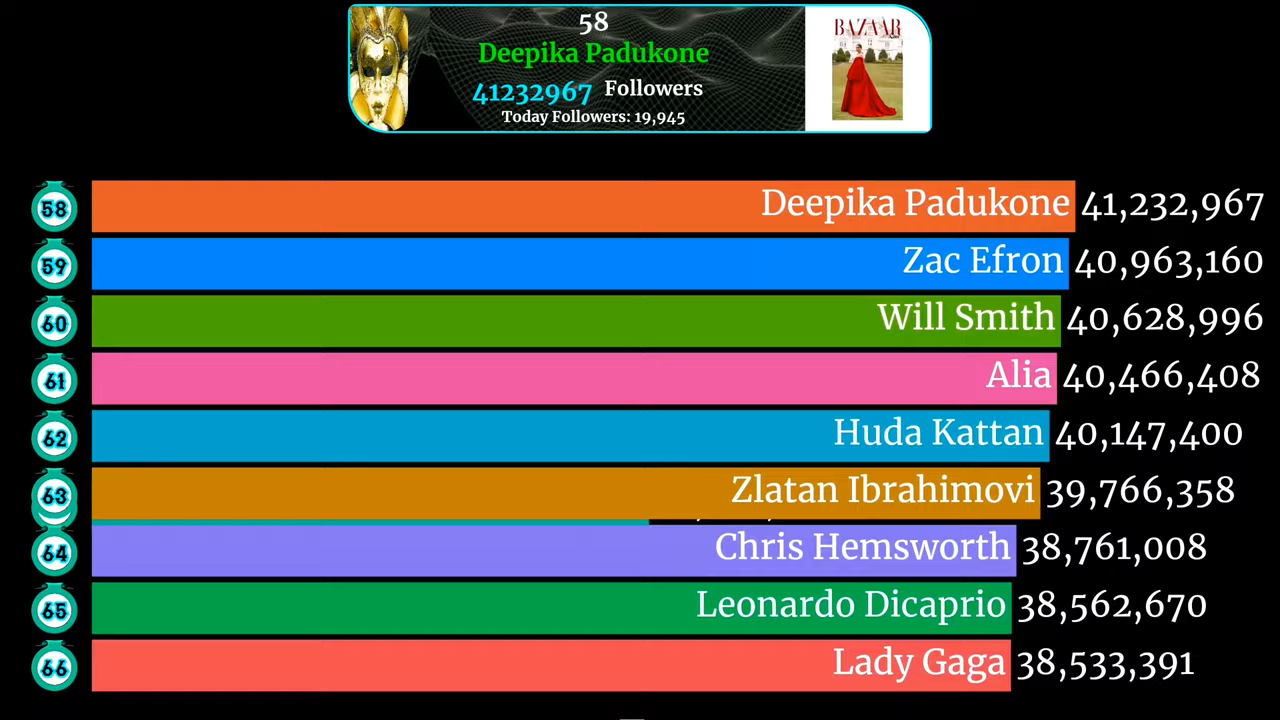 58
Deepika Padukone
41232967 Followers
Today Followers: 19,945
BAZAAR
58 Deepika Padukone 41,232,967
59 Zac Efron 40,963,160
60 Will Smith 40,628,996
61 Alia 40,466,408
62 Huda Kattan 40,147,400
63 Zlatan Ibrahimovi 39,766,358
64 Chris Hemsworth 38,761,008
65 Leonardo Dicaprio 38,562,670
66 Lady Gaga 38,533,391